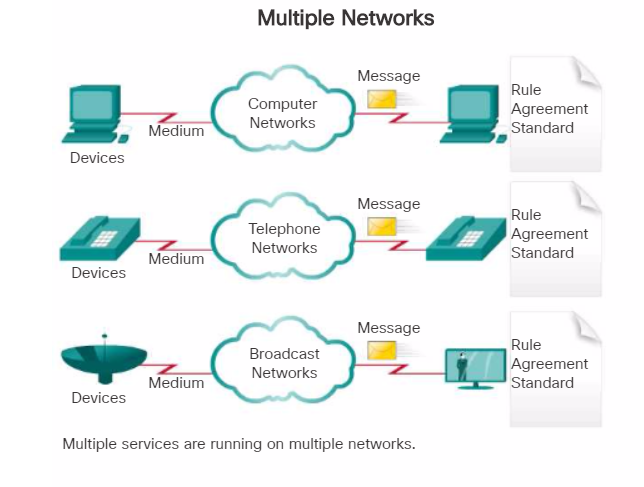 Multiple Networks
Message
Computer
Networks
Medium
Devices
Rule
Agreement
Standard
Message
Telephone
Networks
Medium
Devices
Rule
Agreement
Standard
Message
Broadcast
Networks
Medium
Devices
Rule
Agreement
Standard
Multiple services are running on multiple networks.